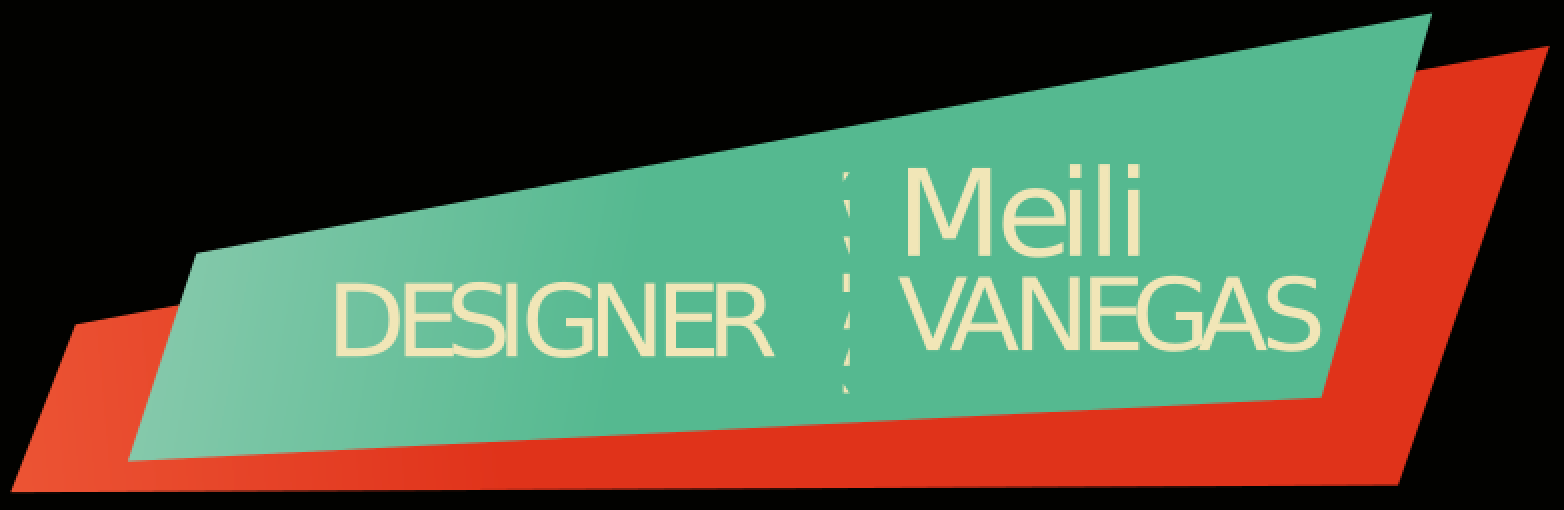 DESIGNER
Meili
VANEGAS